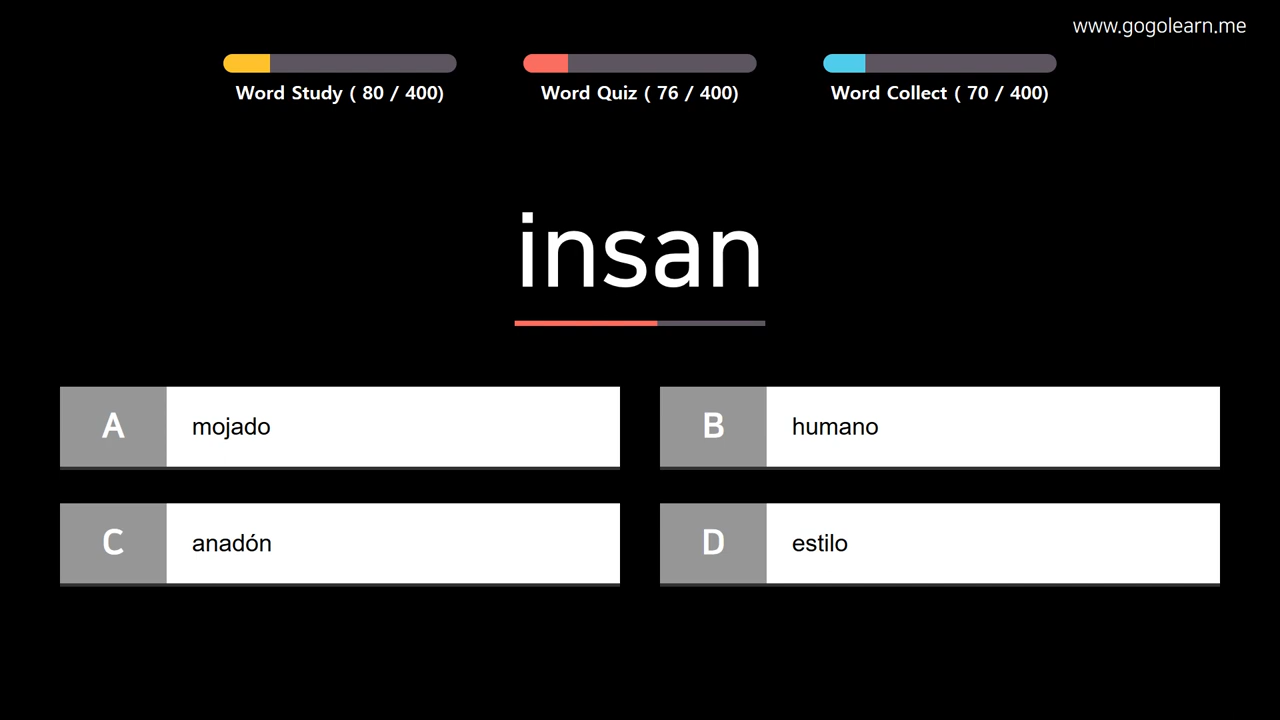 www.gogolearn.me
Word Study ( 80 / 400)
Word Quiz ( 76 / 400)
Word Collect ( 70 / 400)
insan
A mojado
B humano
C anadón
D estilo